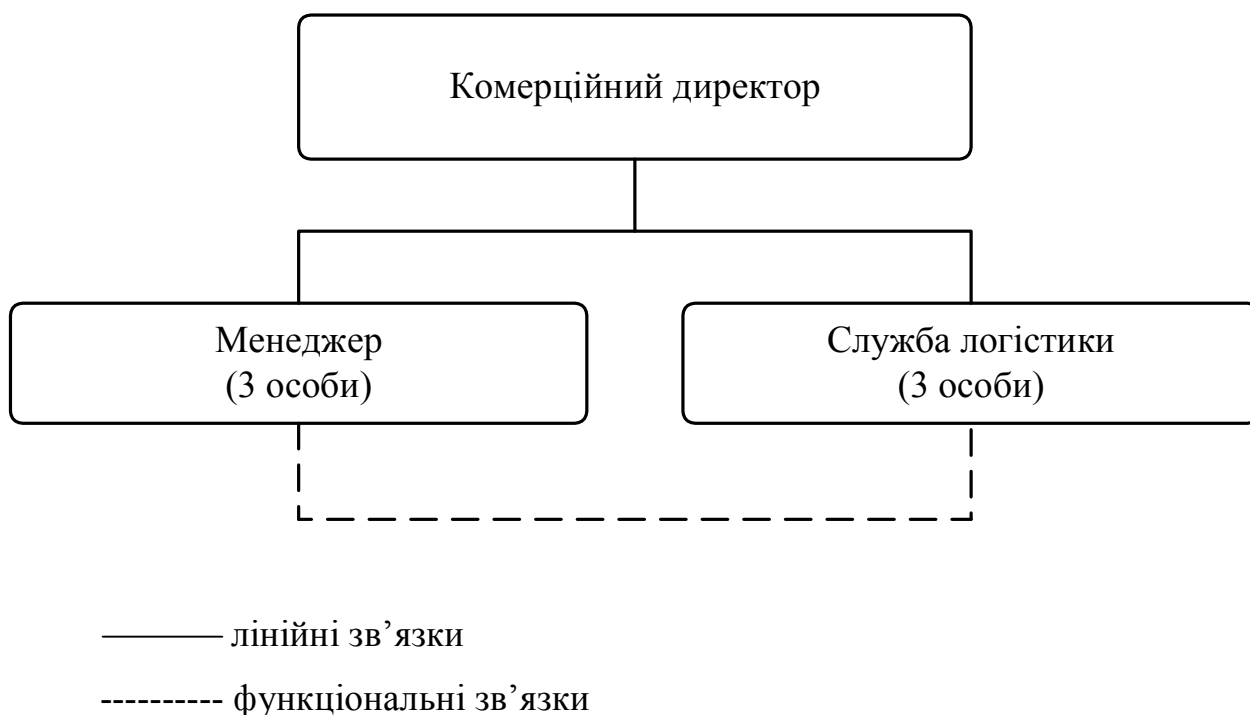 Комерційний директор
Менеджер
(3 особи)
Служба логістики
(3 особи)
лінійні зв’язки
функціональні зв’язки